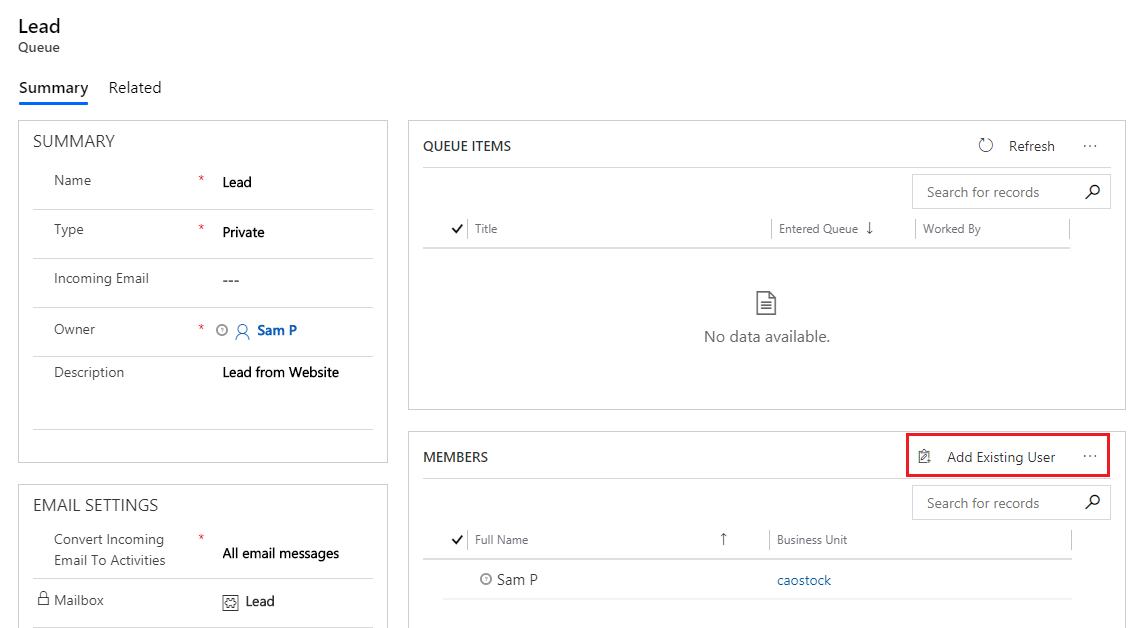 Lead
Queue
Summary Related
SUMMARY
Name * Lead
Type * Private
Incoming Email ---
Owner * Sam P
Description Lead from Website
EMAIL SETTINGS
Convert Incoming * All email messages
Email To Activities
Mailbox Lead
QUEUE ITEMS Refresh ...
Search for records
Title Entered Queue ↓ Worked By
No data available.
MEMBERS Add Existing User ...
Search for records
Full Name ↑ Business Unit
Sam P caostock